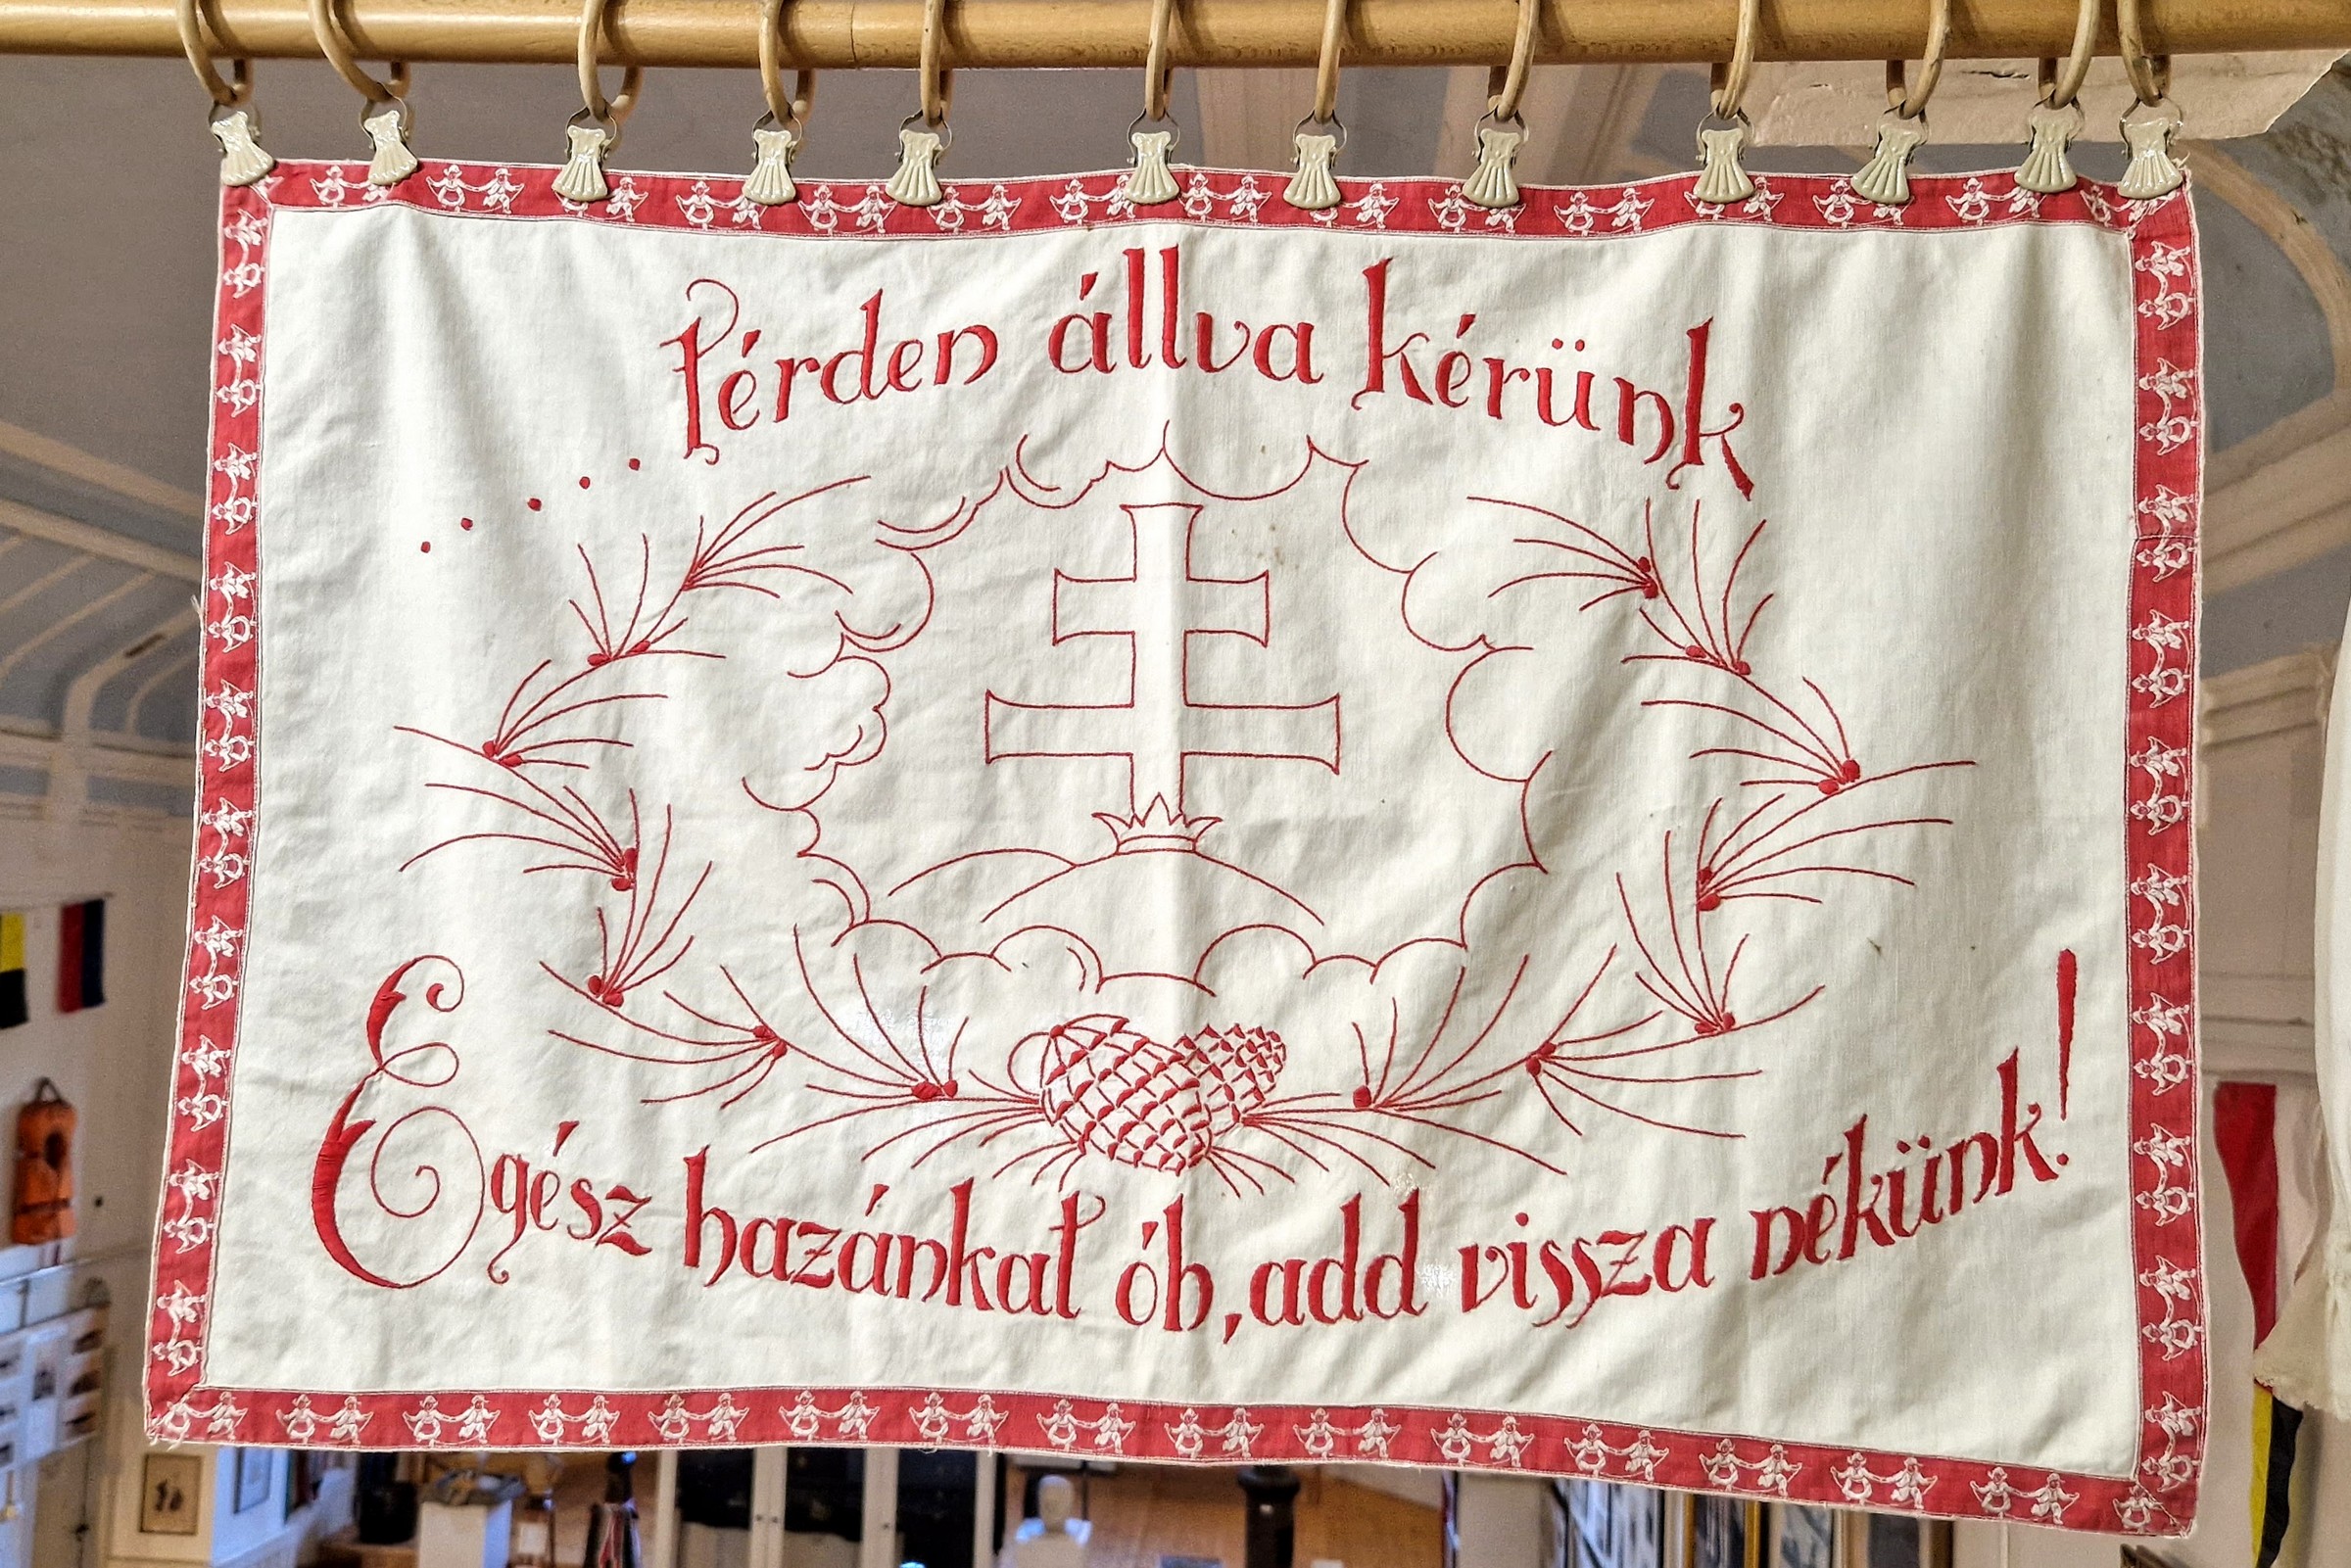 Térden állva kérünk
Egész hazánkat óh, add vissza nékünk!